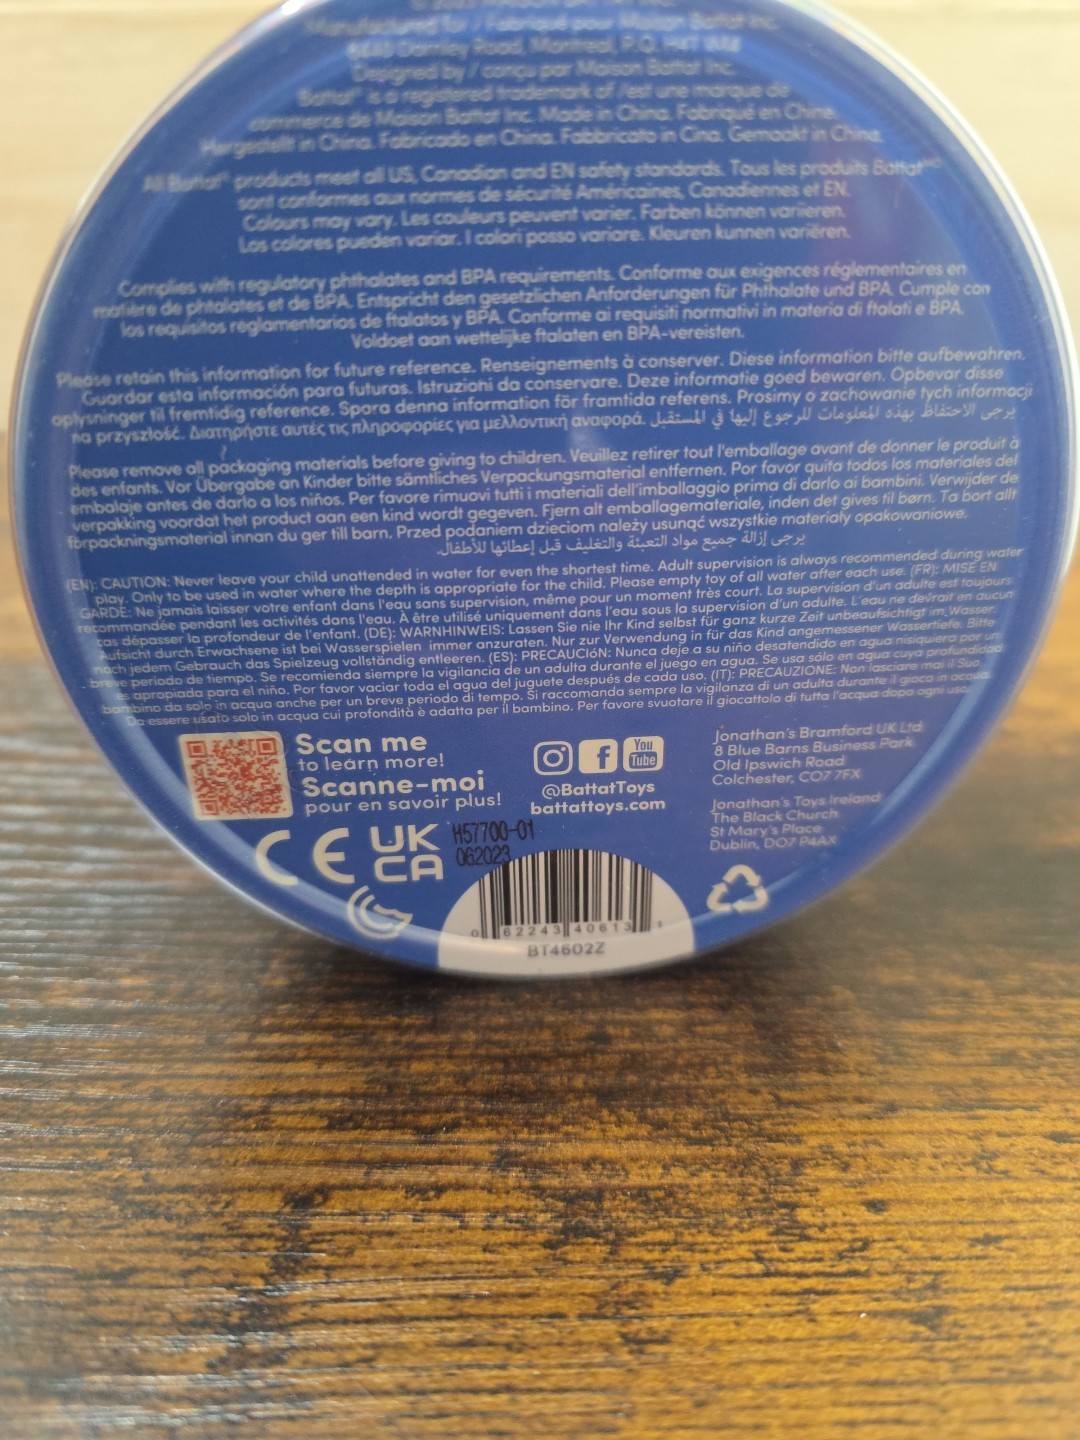 Manufactured for / Fabriqué pour Maison Battat Inc.
Darnley Road, Montreal, P.Q.
Designed by / conçu par Maison Battat Inc.
Battat® is a registered trademark of /est une marque de
commerce de Maison Battat Inc. Made in China. Fabriqué en Chine.
Hergestellt in China. Fabricado en China. Fabbricato in Cina. Gemaakt in China.
All Battat® products meet all US, Canadian and EN safety standards. Tous les produits Battat
sont conformes aux normes de sécurité Américaines, Canadiennes et EN.
Colours may vary. Les couleurs peuvent varier. Farben können variieren.
Los colores pueden variar. I colori posso variare. Kleuren kunnen variëren.
Complies with regulatory phthalates and BPA requirements. Conforme aux exigences réglementaires en
matière de phtalates et de BPA. Entspricht den gesetzlichen Anforderungen für Phthalate und BPA. Cumple con
los requisitos reglamentarios de ftalatos y BPA. Conforme ai requisiti normativi in materia di ftalati e BPA.
Voldoet aan wettelijke ftalaten en BPA-vereisten.
Please retain this information for future reference. Renseignements à conserver. Diese information bitte aufbewahren.
Guardar esta información para futuras. Istruzioni da conservare. Deze informatie goed bewaren. Opbevar disse
oplysninger til fremtidig reference. Spara denna information för framtida referens. Prosimy o zachowanie tych informacji
na przyszłość. Διατηρήστε αυτές τις πληροφορίες για μελλοντική αναφορά. يرجى الاحتفاظ بهذه المعلومات للرجوع إليها في المستقبل.
Please remove all packaging materials before giving to children. Veuillez retirer tout l'emballage avant de donner le produit à
des enfants. Vor Übergabe an Kinder bitte sämtliches Verpackungsmaterial entfernen. Por favor quita todos los materiales del
embalaje antes de darlo a los niños. Per favore rimuovi tutti i materiali dell'imballaggio prima di darlo ai bambini. Verwijder de
verpakking voordat het product aan een kind wordt gegeven. Fjern alt emballagemateriale, inden det gives til børn. Ta bort allt
förpackningsmaterial innan du ger till barn. Przed podaniem dzieciom należy usunąć wszystkie materiały opakowaniowe.
يرجى إزالة جميع مواد التعبئة والتغليف قبل إعطائها للأطفال.
(EN): CAUTION: Never leave your child unattended in water for even the shortest time. Adult supervision is always recommended during water
play. Only to be used in water where the depth is appropriate for the child. Please empty toy of all water after each use. (FR): MISE EN
GARDE: Ne jamais laisser votre enfant dans l'eau sans supervision, même pour un moment très court. La supervision d'un adulte est toujours
recommandée pendant les activités dans l'eau. À être utilisé uniquement dans l'eau sous la supervision d'un adulte. L'eau ne devrait en aucun
cas dépasser la profondeur de l'enfant. (DE): WARNHINWEIS: Lassen Sie nie Ihr Kind selbst für ganz kurze Zeit unbeaufsichtigt im Wasser.
Aufsicht durch Erwachsene ist bei Wasserspielen immer anzuraten. Nur zur Verwendung in für das Kind angemessener Wassertiefe. Bitte
nach jedem Gebrauch das Spielzeug vollständig entleeren. (ES): PRECAUCIÓN: Nunca deje a su niño desatendido en agua nisiquiera por un
breve periodo de tiempo. Se recomienda siempre la vigilancia de un adulta durante el juego en agua. Se usa sólo en agua cuya profundidad
es apropiada para el niño. Por favor vaciar toda el agua del juguete después de cada uso. (IT): PRECAUZIONE: Non lasciare mai il Suo
bambino da solo in acqua anche per un breve periodo di tempo. Si raccomanda sempre la vigilanza di un adulto durante il gioco in acqua.
Da essere usato solo in acqua cui profondità è adatta per il bambino. Per favore svuotare il giocattolo di tutta l'acqua dopo ogni uso.
Scan me
to learn more!
Scanne-moi
pour en savoir plus!
You
Tube
@BattatToys
battattoys.com
Jonathan's Bramford UK Ltd
8 Blue Barns Business Park
Old Ipswich Road
Colchester, CO7 7FX
Jonathan's Toys Ireland
The Black Church
St Mary's Place
Dublin, DO7 P4AX
CE UK
CA
H57700-01
062023
0 62243 40613 1
BT4602Z